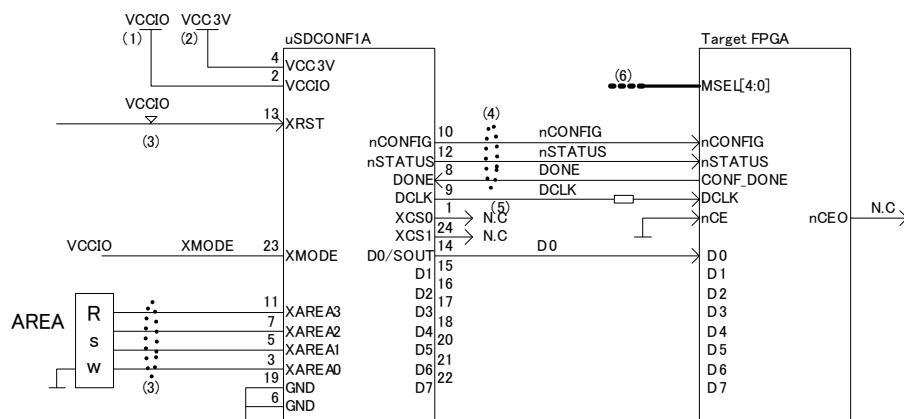 VCCIO VCC3V
(1) (2) uSDCONF1A Target FPGA
4 VCC3V
2 VCCIO (6) MSEL[4:0]
VCCIO
13 XRST
(3) (4)
nCONFIG 10 nCONFIG nCONFIG
nSTATUS 12 nSTATUS nSTATUS
DONE 8 DONE CONF_DONE
DCLK 9 DCLK DCLK
XCS0 1 (5) N.C nCE nCEO N.C
XCS1 24 N.C
VCCIO XMODE 23 XMODE D0/SOUT 14 D0 D0
D1 15 D1
D2 16 D2
AREA R s w 11 XAREA3 D3 17 D3
7 XAREA2 D4 18 D4
5 XAREA1 D5 20 D5
3 XAREA0 D6 21 D6
(3) 19 GND D7 22 D7
6 GND